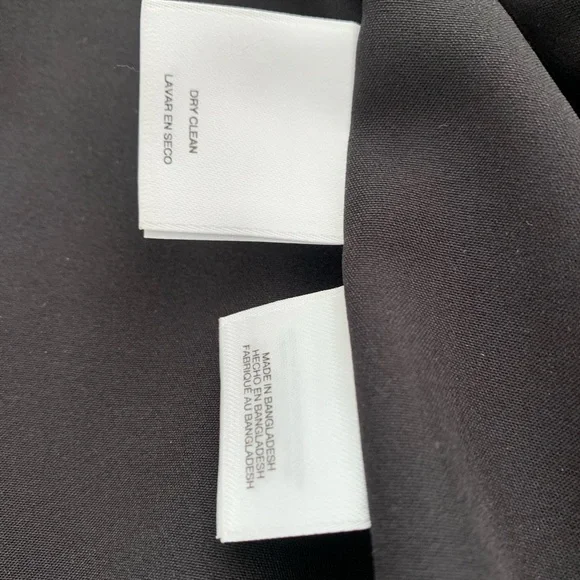 DRY CLEAN
LAVAR EN SECO
MADE IN BANGLADESH
HECHO EN BANGLADESH
FABRIQUÉ AU BANGLADESH